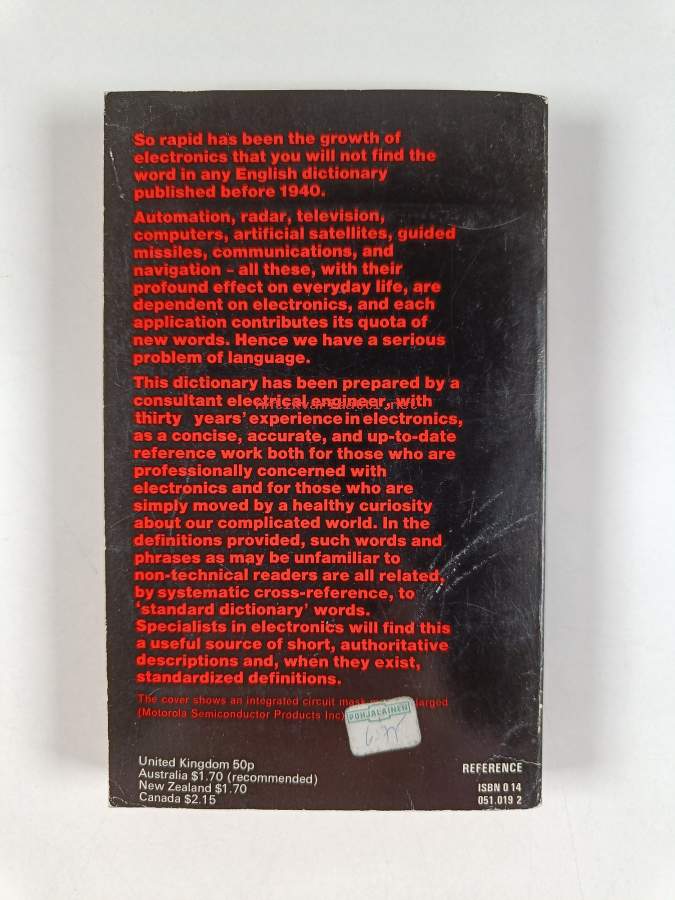 So rapid has been the growth of
electronics that you will not find the
word in any English dictionary
published before 1940.
Automation, radar, television,
computers, artificial satellites, guided
missiles, communications, and
navigation – all these, with their
profound effect on everyday life, are
dependent on electronics, and each
application contributes its quota of
new words. Hence we have a serious
problem of language.
This dictionary has been prepared by a
consultant electrical engineer, with
thirty years' experience in electronics,
as a concise, accurate, and up-to-date
reference work both for those who are
professionally concerned with
electronics and for those who are
simply moved by a healthy curiosity
about our complicated world. In the
definitions provided, such words and
phrases as may be unfamiliar to
non-technical readers are all related,
by systematic cross-reference, to
'standard dictionary' words.
Specialists in electronics will find this
a useful source of short, authoritative
descriptions and, when they exist,
standardized definitions.
The cover shows an integrated circuit mask
(Motorola Semiconductor Products Inc)
POHJALAINEN
United Kingdom 50p
Australia $1.70 (recommended)
New Zealand $1.70
Canada $2.15
REFERENCE
ISBN 0 14
051.019 2